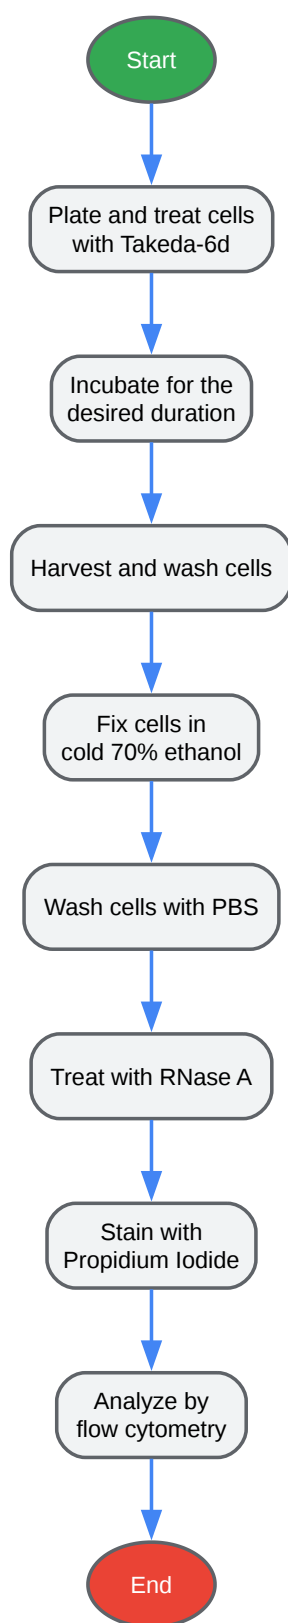 Start
Plate and treat cells
with Takeda-6d
Incubate for the
desired duration
Harvest and wash cells
Fix cells in
cold 70% ethanol
Wash cells with PBS
Treat with RNase A
Stain with
Propidium Iodide
Analyze by
flow cytometry
End